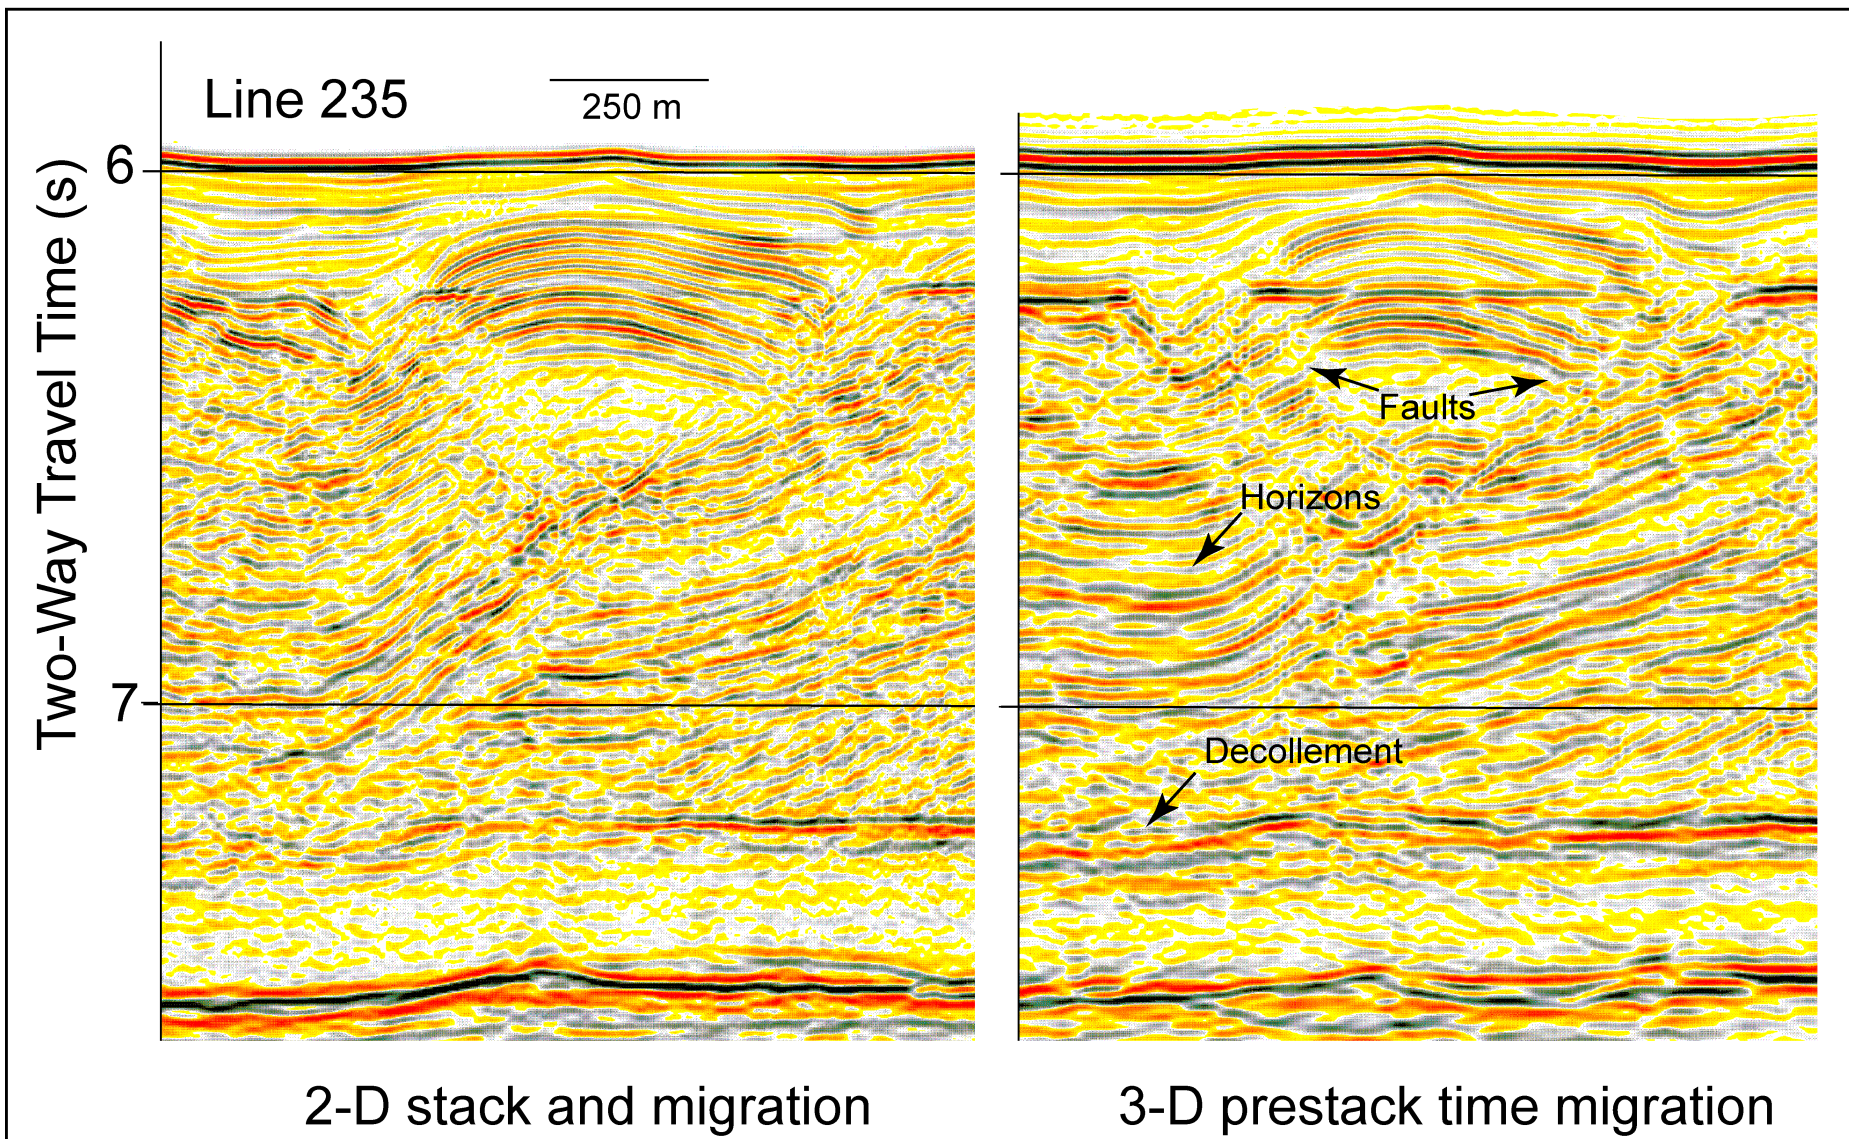 Line 235
250 m
Two-Way Travel Time (s)
6
7
Faults
Horizons
Decollement
2-D stack and migration
3-D prestack time migration